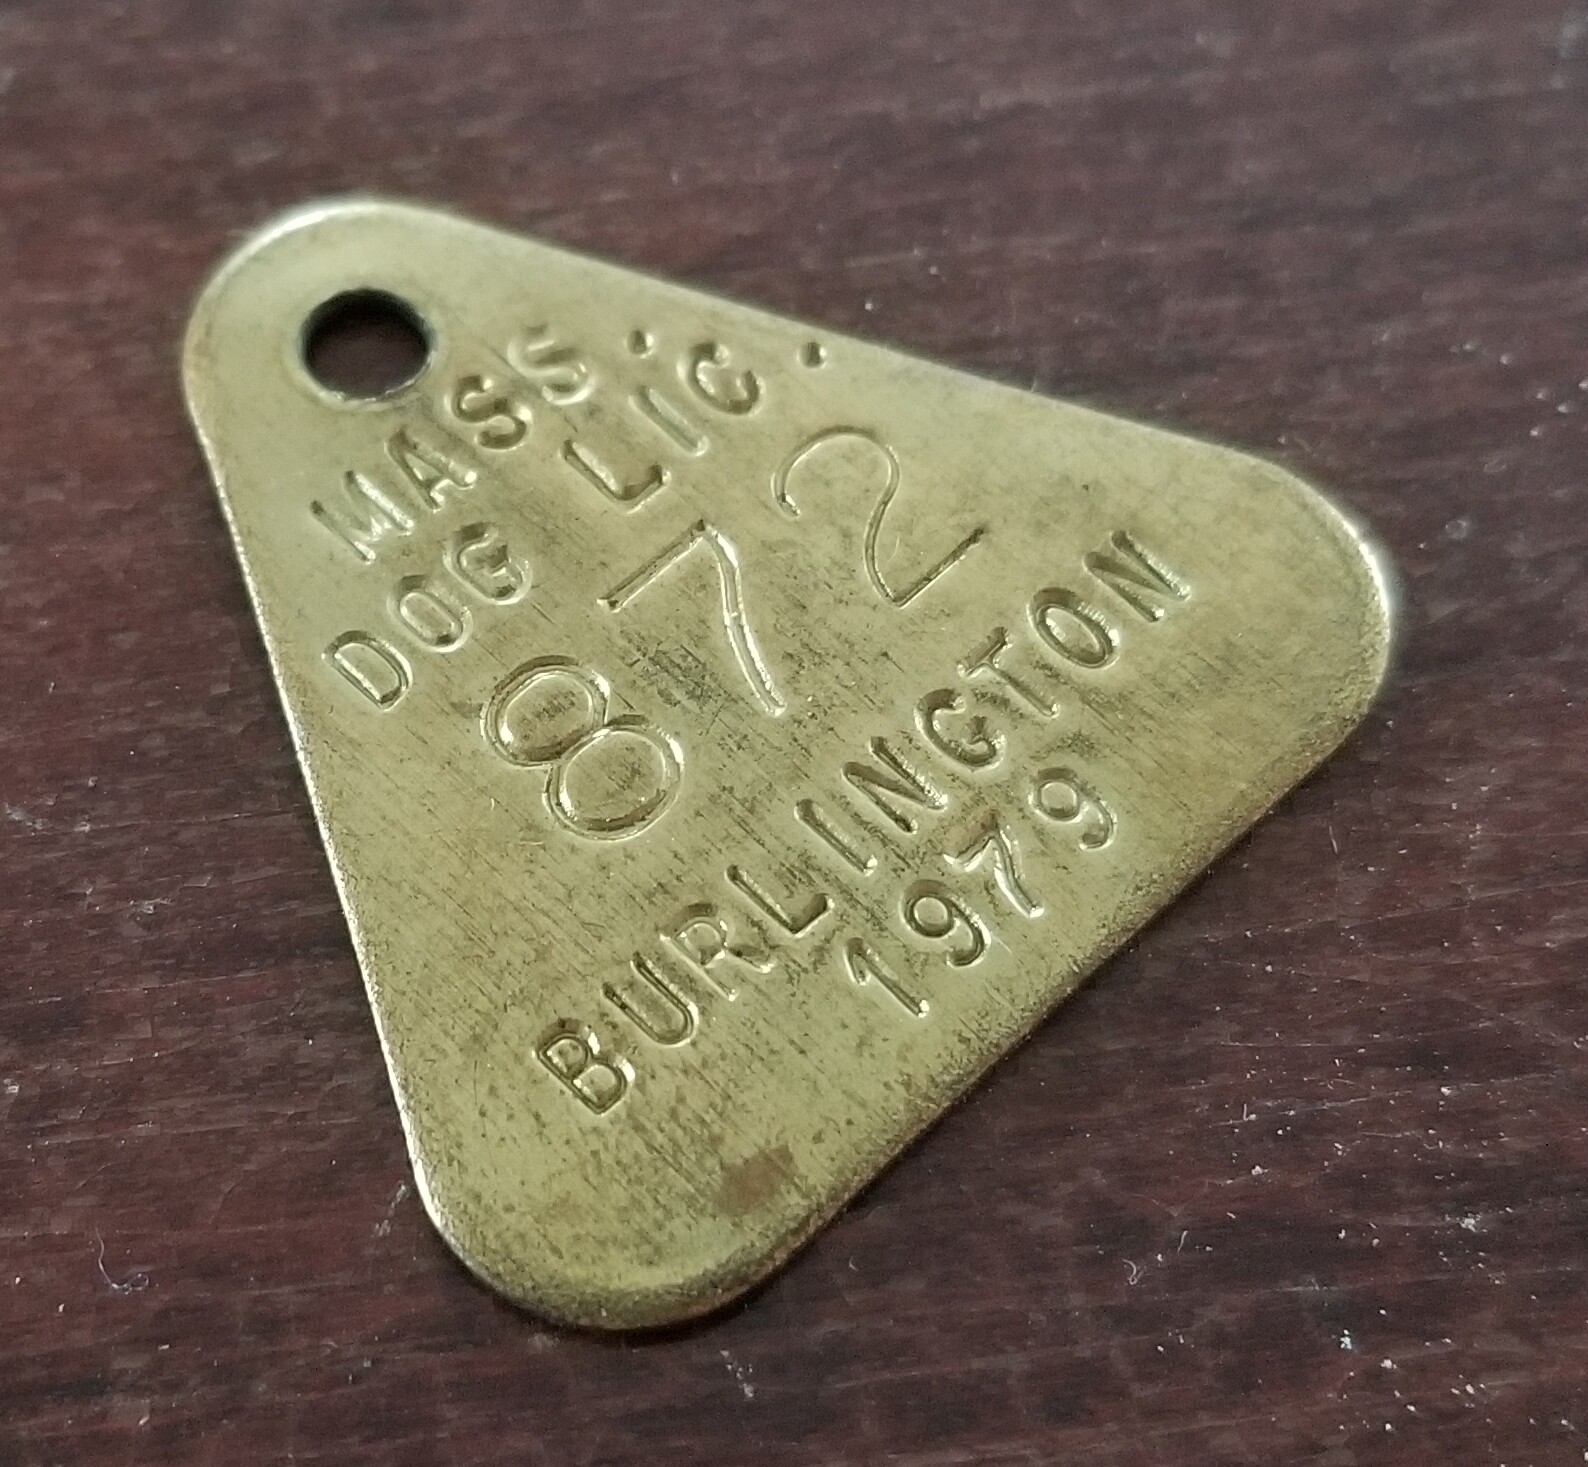 MASS.
DOG LIC.
872
BURLINGTON
1979